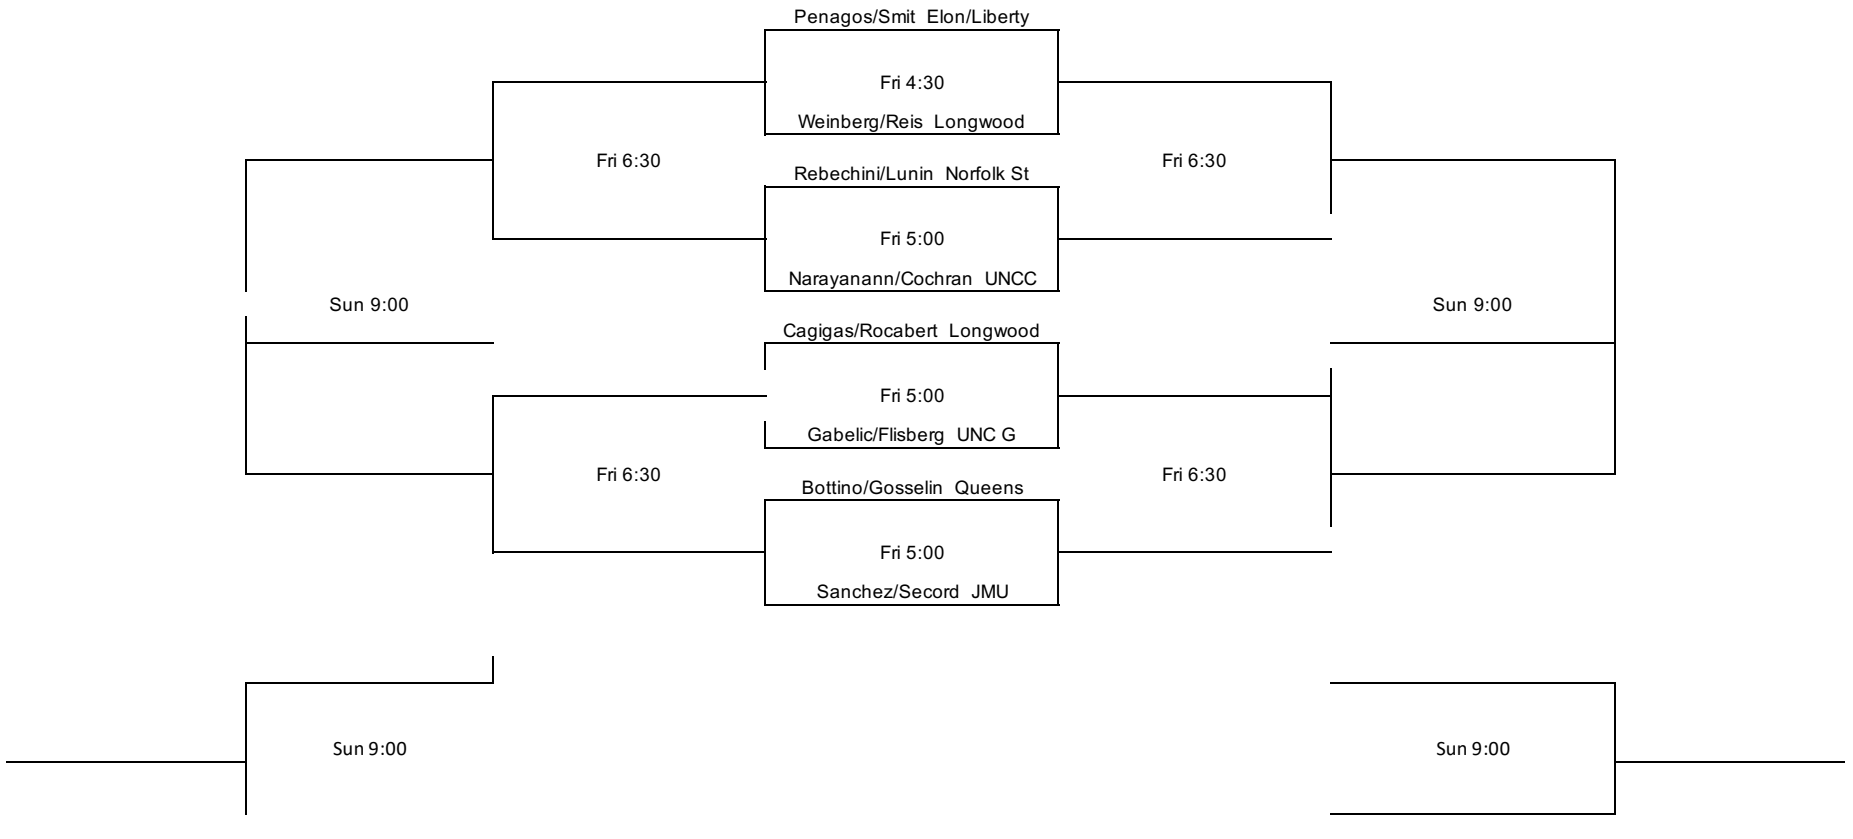 Penagos/Smit Elon/Liberty
Fri 4:30
Weinberg/Reis Longwood
Fri 6:30
Fri 6:30
Rebechini/Lunin Norfolk St
Fri 5:00
Narayanann/Cochran UNCC
Sun 9:00
Sun 9:00
Cagigas/Rocabert Longwood
Fri 5:00
Gabelic/Flisberg UNC G
Fri 6:30
Fri 6:30
Bottino/Gosselin Queens
Fri 5:00
Sanchez/Secord JMU
Sun 9:00
Sun 9:00